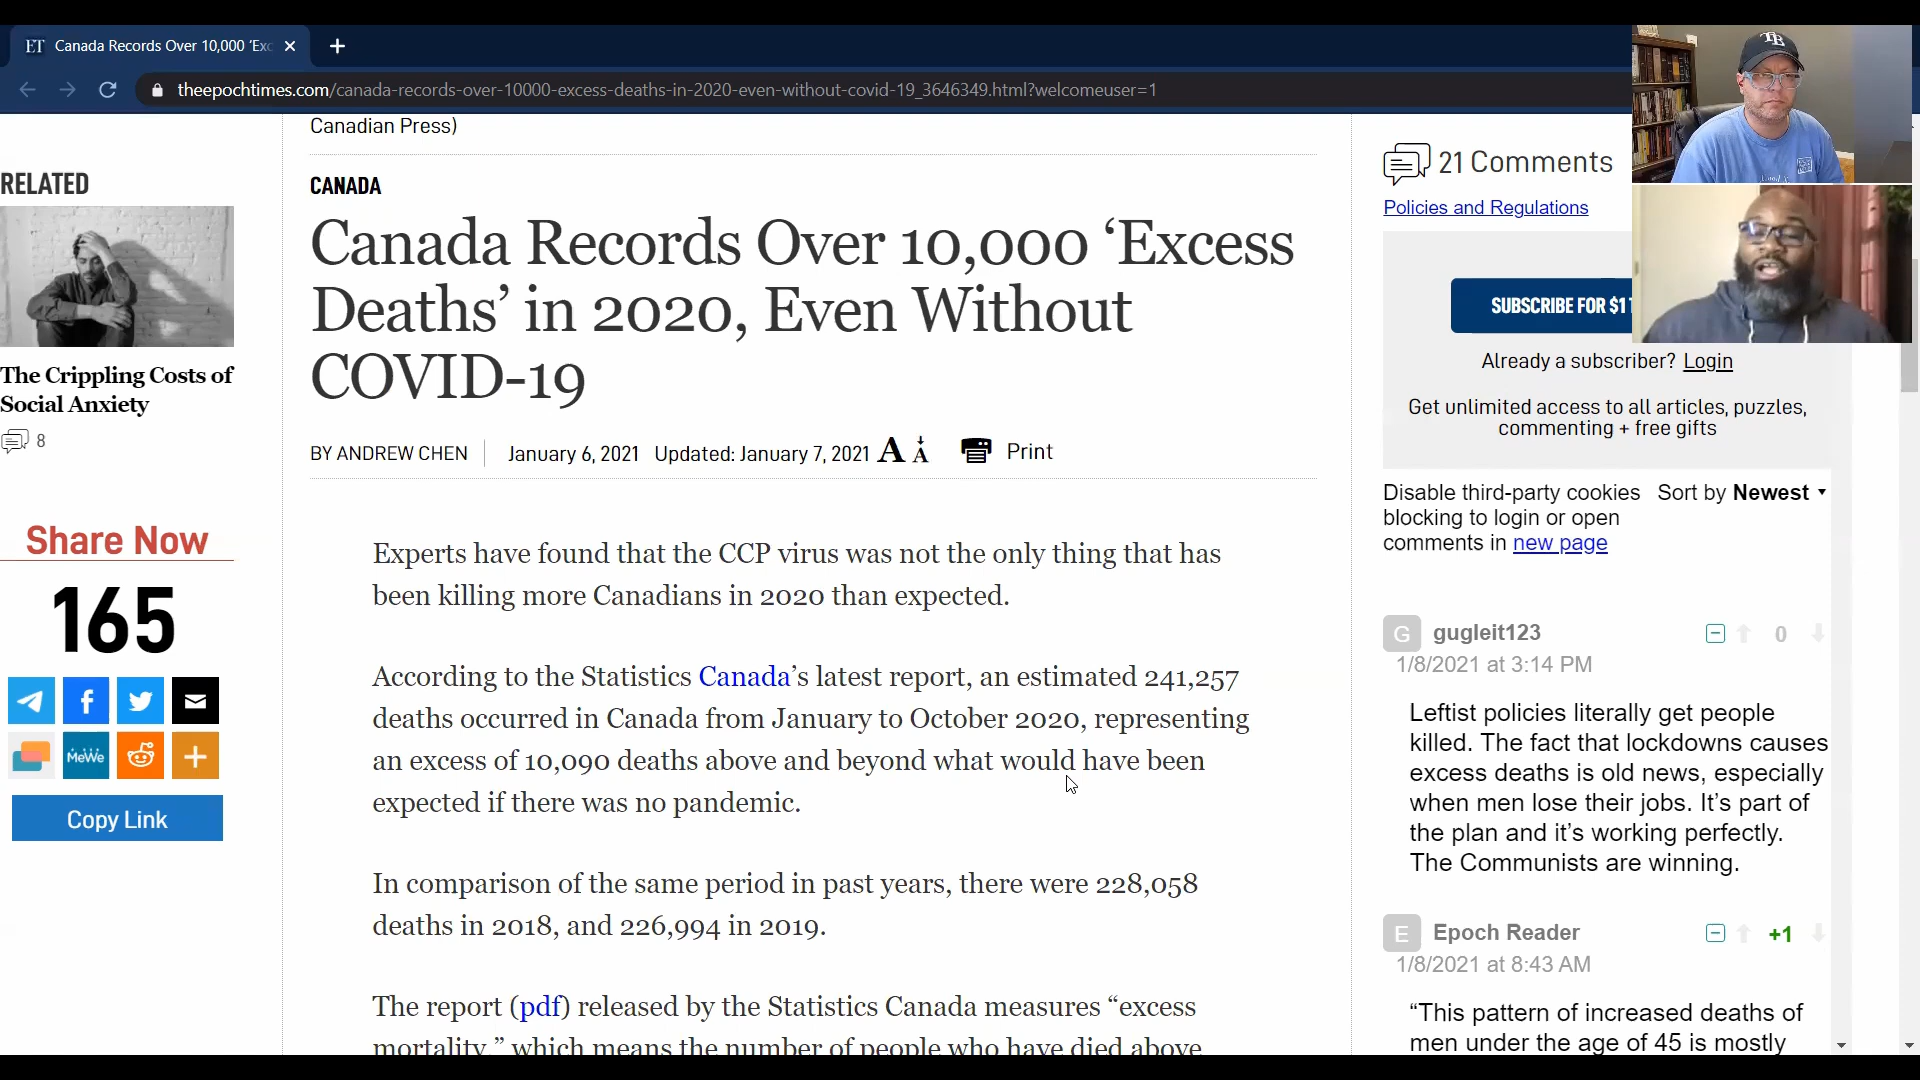 ET Canada Records Over 10,000 'Exc
theepochtimes.com/canada-records-over-10000-excess-deaths-in-2020-even-without-covid-19_3646349.html?welcomeuser=1
TB
Canadian Press)
RELATED
The Crippling Costs of
Social Anxiety
8
Share Now
165
MeWe
Copy Link
CANADA
Canada Records Over 10,000 ‘Excess
Deaths’ in 2020, Even Without
COVID-19
BY ANDREW CHEN January 6, 2021 Updated: January 7, 2021 A A Print
Experts have found that the CCP virus was not the only thing that has
been killing more Canadians in 2020 than expected.
According to the Statistics Canada’s latest report, an estimated 241,257
deaths occurred in Canada from January to October 2020, representing
an excess of 10,090 deaths above and beyond what would have been
expected if there was no pandemic.
In comparison of the same period in past years, there were 228,058
deaths in 2018, and 226,994 in 2019.
The report (pdf) released by the Statistics Canada measures “excess
mortality,” which means the number of people who have died above
21 Comments
Policies and Regulations
SUBSCRIBE FOR $1
Already a subscriber? Login
Get unlimited access to all articles, puzzles,
commenting + free gifts
Disable third-party cookies Sort by Newest
blocking to login or open
comments in new page
G gugleit123 0
1/8/2021 at 3:14 PM
Leftist policies literally get people
killed. The fact that lockdowns causes
excess deaths is old news, especially
when men lose their jobs. It’s part of
the plan and it’s working perfectly.
The Communists are winning.
E Epoch Reader +1
1/8/2021 at 8:43 AM
“This pattern of increased deaths of
men under the age of 45 is mostly